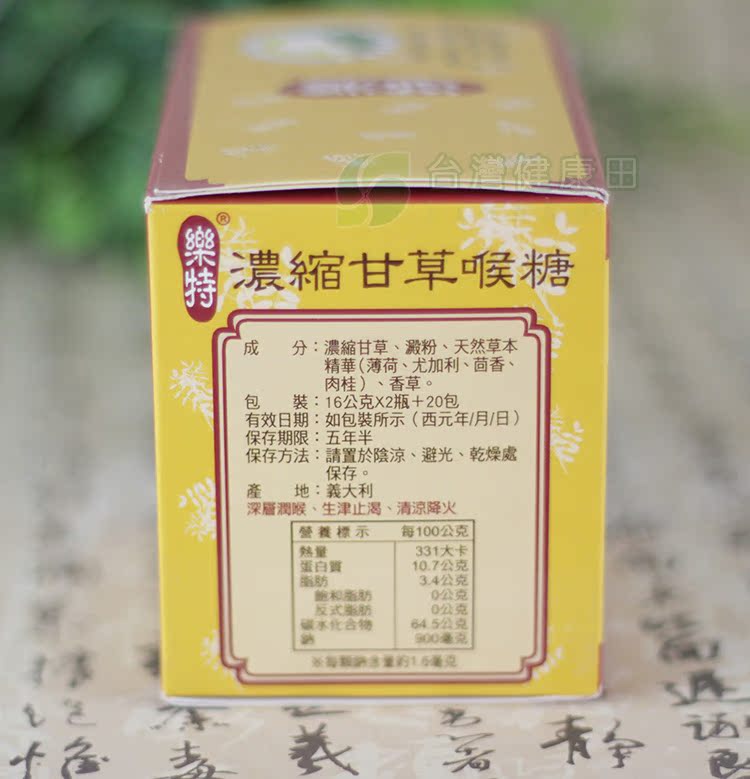 台灣健康田
樂特®
濃縮甘草喉糖
成　　分：濃縮甘草、澱粉、天然草本
精華(薄荷、尤加利、茴香、
肉桂)、香草。
包　　裝：16公克X2瓶＋20包
有效日期：如包裝所示（西元年/月/日）
保存期限：五年半
保存方法：請置於陰涼、避光、乾燥處
保存。
產　　地：義大利
深層潤喉、生津止渴、清涼降火
營養標示　每100公克
熱量　331大卡
蛋白質　10.7公克
脂肪　3.4公克
飽和脂肪　0公克
反式脂肪　0公克
碳水化合物　64.5公克
鈉　900毫克
※每顆鈉含量約1.6毫克